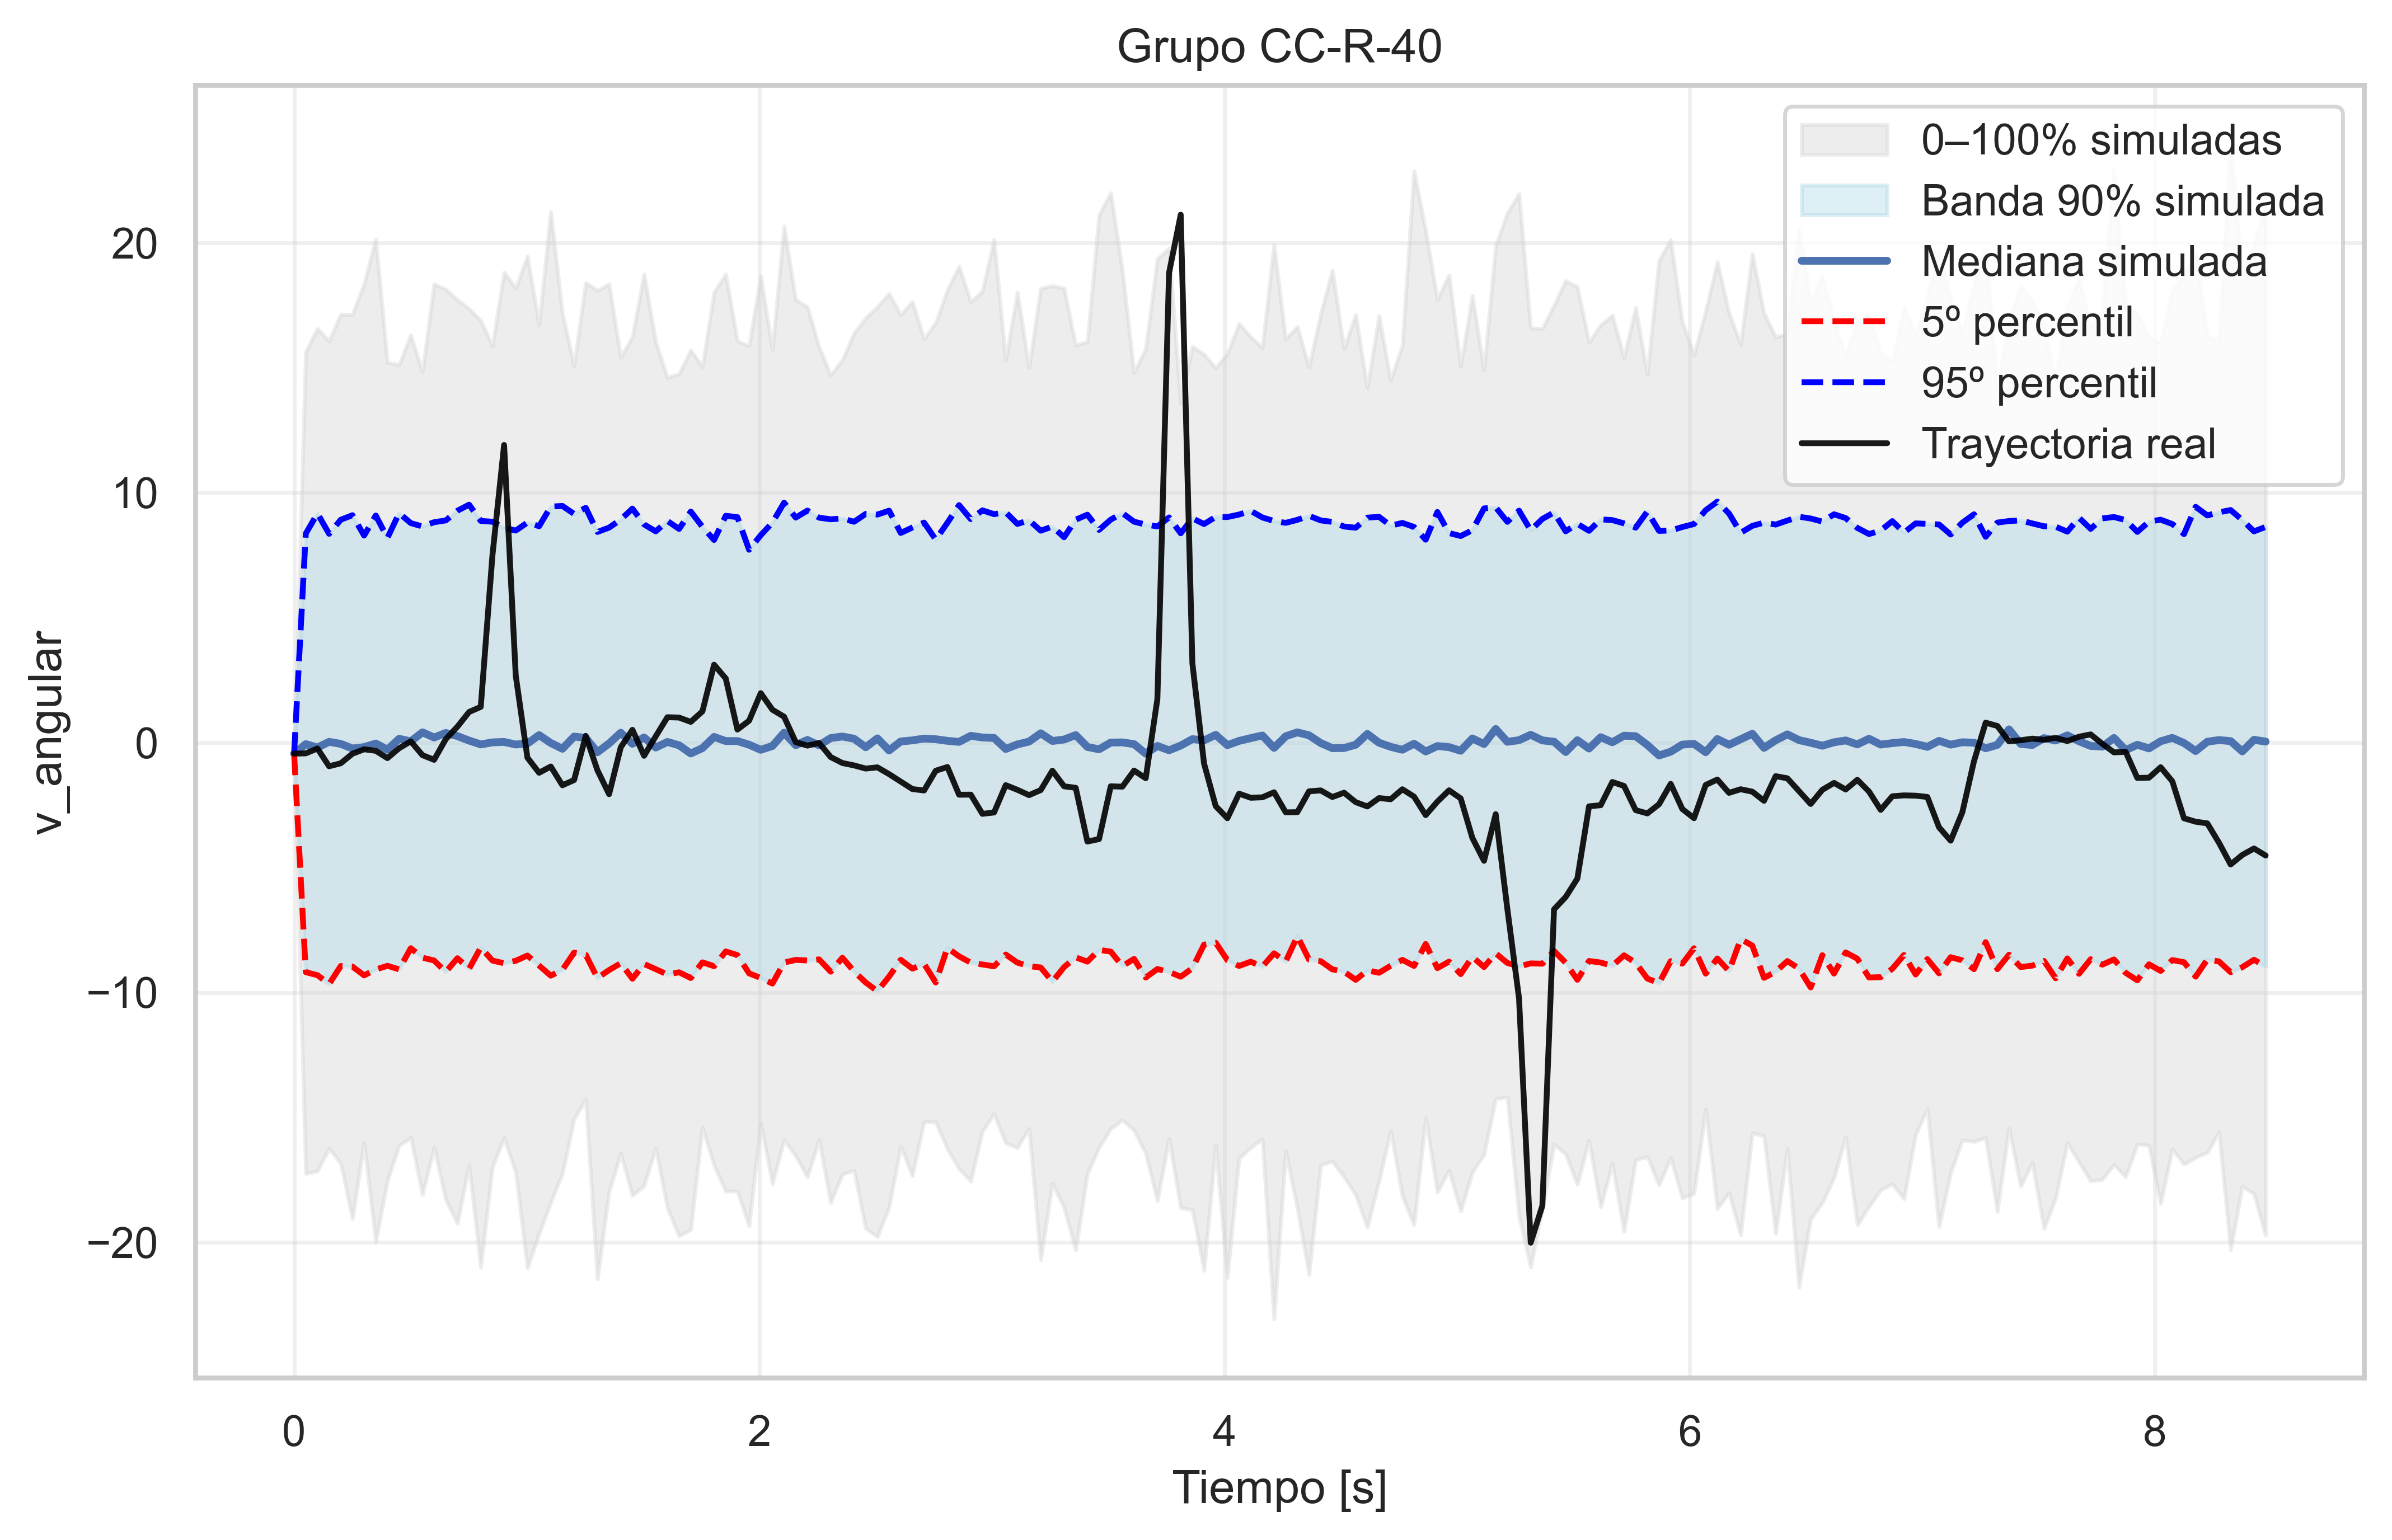 Grupo CC-R-40
0–100% simuladas
Banda 90% simulada
Mediana simulada
5º percentil
95º percentil
Trayectoria real
v_angular
20
10
0
−10
−20
0 2 4 6 8
Tiempo [s]